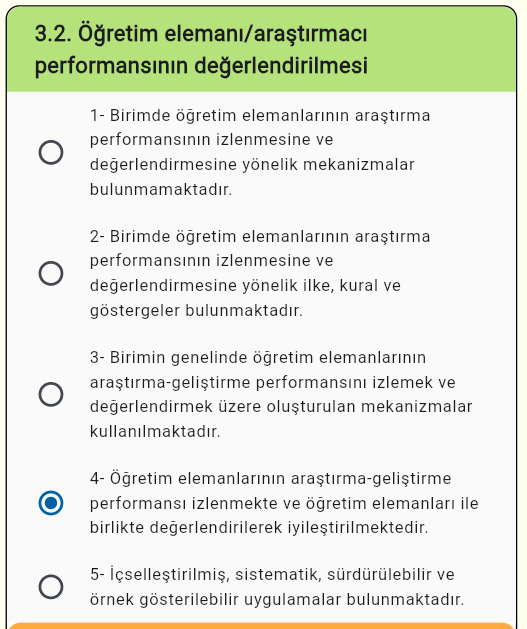 3.2. Öğretim elemanı/araştırmacı
performansının değerlendirilmesi
1- Birimde öğretim elemanlarının araştırma
performansının izlenmesine ve
değerlendirmesine yönelik mekanizmalar
bulunmamaktadır.
2- Birimde öğretim elemanlarının araştırma
performansının izlenmesine ve
değerlendirmesine yönelik ilke, kural ve
göstergeler bulunmaktadır.
3- Birimin genelinde öğretim elemanlarının
araştırma-geliştirme performansını izlemek ve
değerlendirmek üzere oluşturulan mekanizmalar
kullanılmaktadır.
4- Öğretim elemanlarının araştırma-geliştirme
performansı izlenmekte ve öğretim elemanları ile
birlikte değerlendirilerek iyileştirilmektedir.
5- İçselleştirilmiş, sistematik, sürdürülebilir ve
örnek gösterilebilir uygulamalar bulunmaktadır.